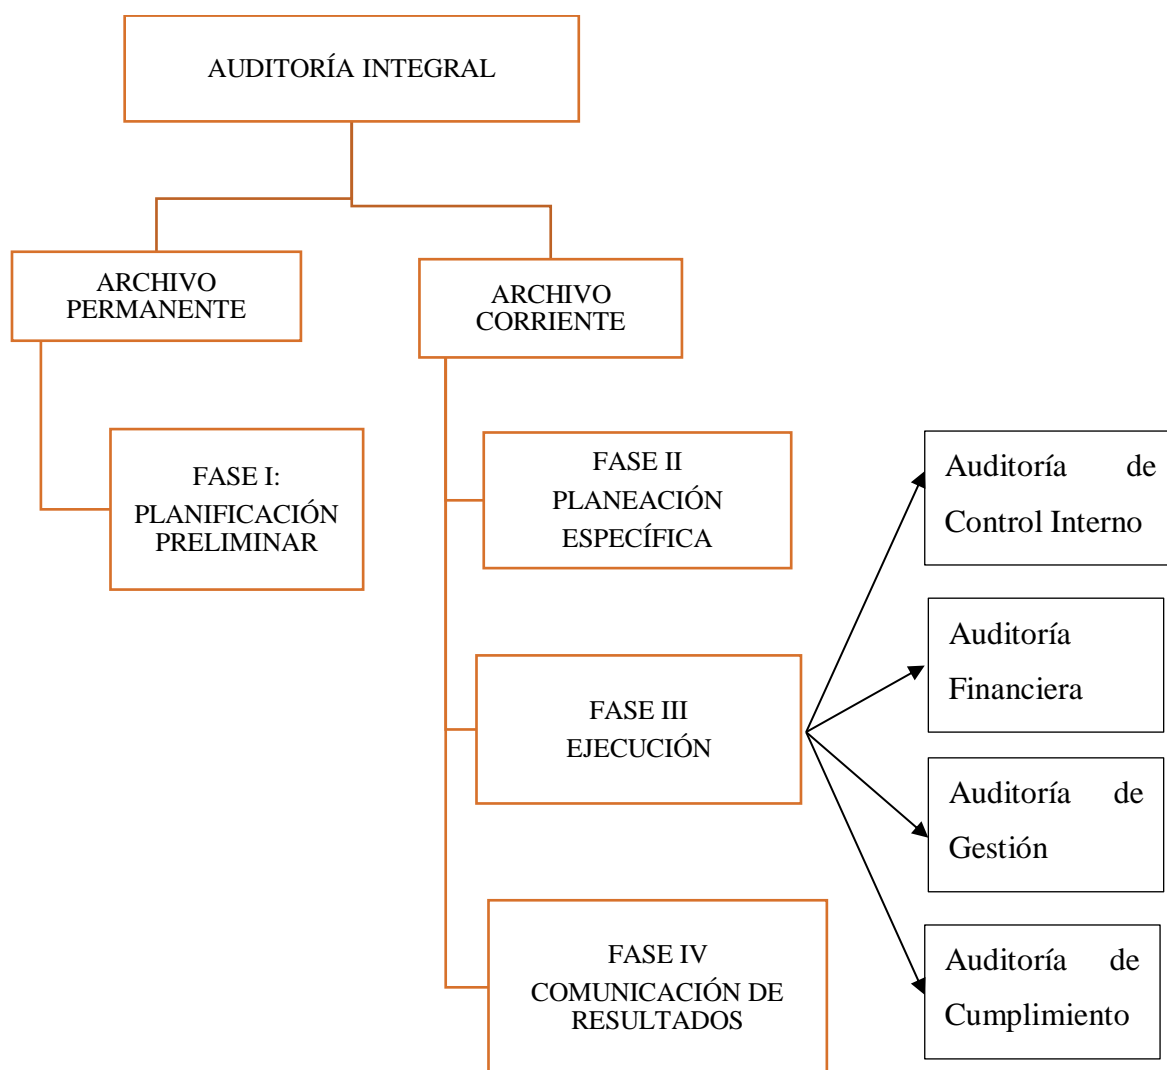 AUDITORÍA INTEGRAL
ARCHIVO
PERMANENTE
ARCHIVO
CORRIENTE
FASE I:
PLANIFICACIÓN
PRELIMINAR
FASE II
PLANEACIÓN
ESPECÍFICA
FASE III
EJECUCIÓN
FASE IV
COMUNICACIÓN DE
RESULTADOS
Auditoría de
Control Interno
Auditoría
Financiera
Auditoría de
Gestión
Auditoría de
Cumplimiento